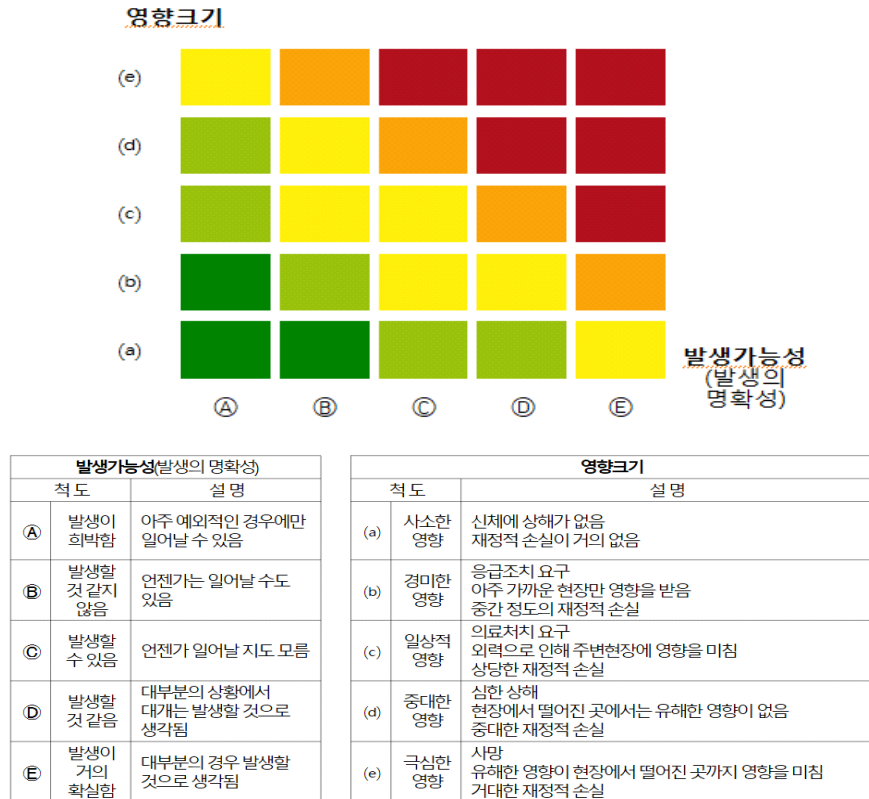 영향크기
(e)
(d)
(c)
(b)
(a)
발생가능성
(발생의
명확성)
Ⓐ Ⓑ Ⓒ Ⓓ Ⓔ
발생가능성(발생의 명확성)
척 도 설 명
Ⓐ
발생이
희박함
아주 예외적인 경우에만
일어날 수 있음
Ⓑ
발생할
것 같지
않음
언젠가는 일어날 수도
있음
Ⓒ
발생할
수 있음
언젠가 일어날 지도 모름
Ⓓ
발생할
것 같음
대부분의 상황에서
대개는 발생할 것으로
생각됨
Ⓔ
발생이
거의
확실함
대부분의 경우 발생할
것으로 생각됨
영향크기
척 도 설 명
(a)
사소한
영향
신체에 상해가 없음
재정적 손실이 거의 없음
(b)
경미한
영향
응급조치 요구
아주 가까운 현장만 영향을 받음
중간 정도의 재정적 손실
(c)
일상적
영향
의료처치 요구
외력으로 인해 주변현장에 영향을 미침
상당한 재정적 손실
(d)
중대한
영향
심한 상해
현장에서 떨어진 곳에서는 유해한 영향이 없음
중대한 재정적 손실
(e)
극심한
영향
사망
유해한 영향이 현장에서 떨어진 곳까지 영향을 미침
거대한 재정적 손실